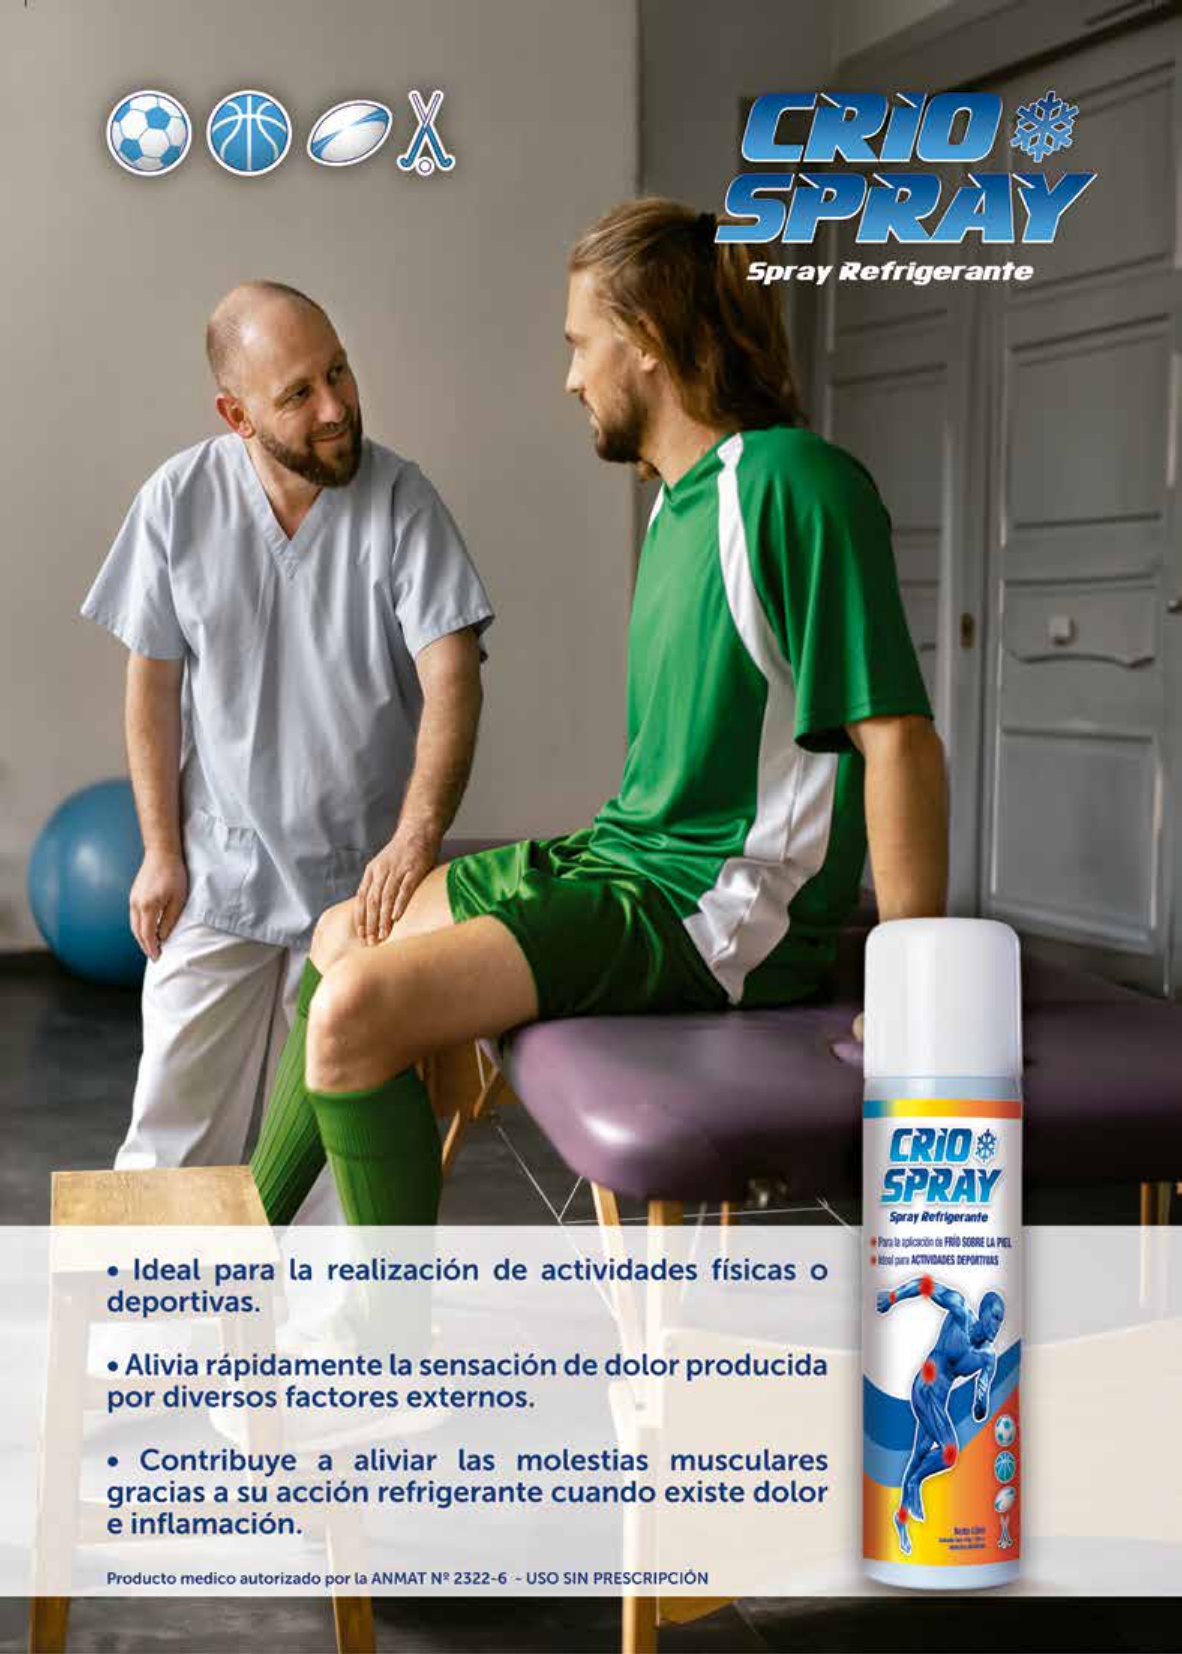 CRIO
SPRAY
Spray Refrigerante
CRIO
SPRAY
Spray Refrigerante
Para la aplicación de FRÍO SOBRE LA PIEL
Ideal para ACTIVIDADES DEPORTIVAS
• Ideal para la realización de actividades físicas o
deportivas.
• Alivia rápidamente la sensación de dolor producida
por diversos factores externos.
• Contribuye a aliviar las molestias musculares
gracias a su acción refrigerante cuando existe dolor
e inflamación.
Producto medico autorizado por la ANMAT Nº 2322-6 - USO SIN PRESCRIPCIÓN